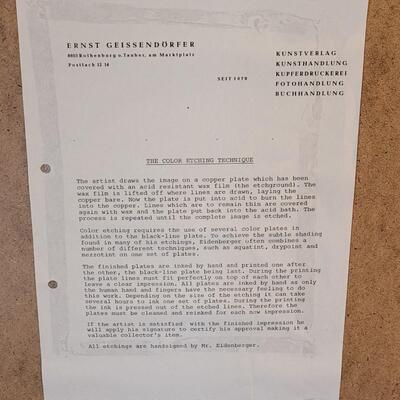 ERNST GEISSENDÖRFER
8803 Rothenburg o. Tauber, am Marktplatz
Postfach 12 14
SEIT 1878
KUNSTVERLAG
KUNSTHANDLUNG
KUPFERDRUCKEREI
FOTOHANDLUNG
BUCHHANDLUNG
THE COLOR ETCHING TECHNIQUE
The artist draws the image on a copper plate which has been
covered with an acid resistant wax film (the etchground). The
wax film is lifted off where lines are drawn, laying the
copper bare. Now the plate is put into acid to burn the lines
into the copper. Lines which are to remain thin are covered
again with wax and the plate put back into the acid bath. The
process is repeated until the complete image is etched.
Color etching requires the use of several color plates in
addition to the black-line plate. To achieve the subtle shading
found in many of his etchings, Eidenberger often combines a
number of different techniques, such as aquatint, drypoint and
mezzotint on one set of plates.
The finished plates are inked by hand and printed one after
the other, the black-line plate being last. During the printing
the plate lines must fit perfectly on top of each other to
leave a clear impression. All plates are inked by hand as only
the human hand and fingers have the necessary feeling to do
this work. Depending on the size of the etching it can take
several hours to ink one set of plates. During the printing
the ink is pressed out of the etched lines. Therefore the
plates must be cleaned and reinked for each new impression.
If the artist is satisfied with the finished impression he
will apply his signature to certify his approval making it a
valuable collector's item.
All etchings are handsigned by Mr. Eidenberger.